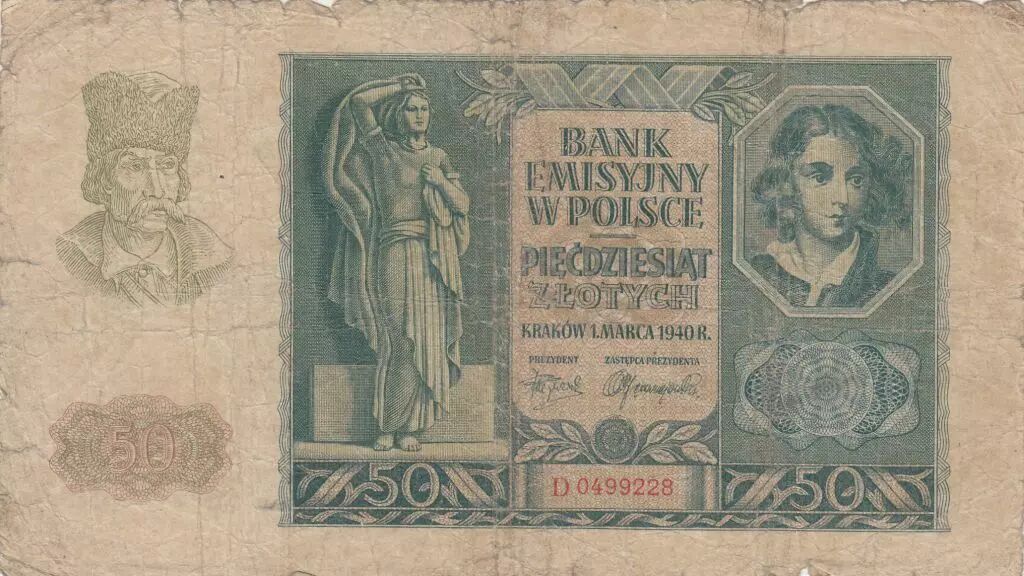 BANK
EMISYJNY
W POLSCE
PIĘĆDZIESIĄT
ZŁOTYCH
KRAKÓW 1. MARCA 1940 R.
PREZYDENT ZASTĘPCA PREZYDENTA
50
50
D 0499228
50